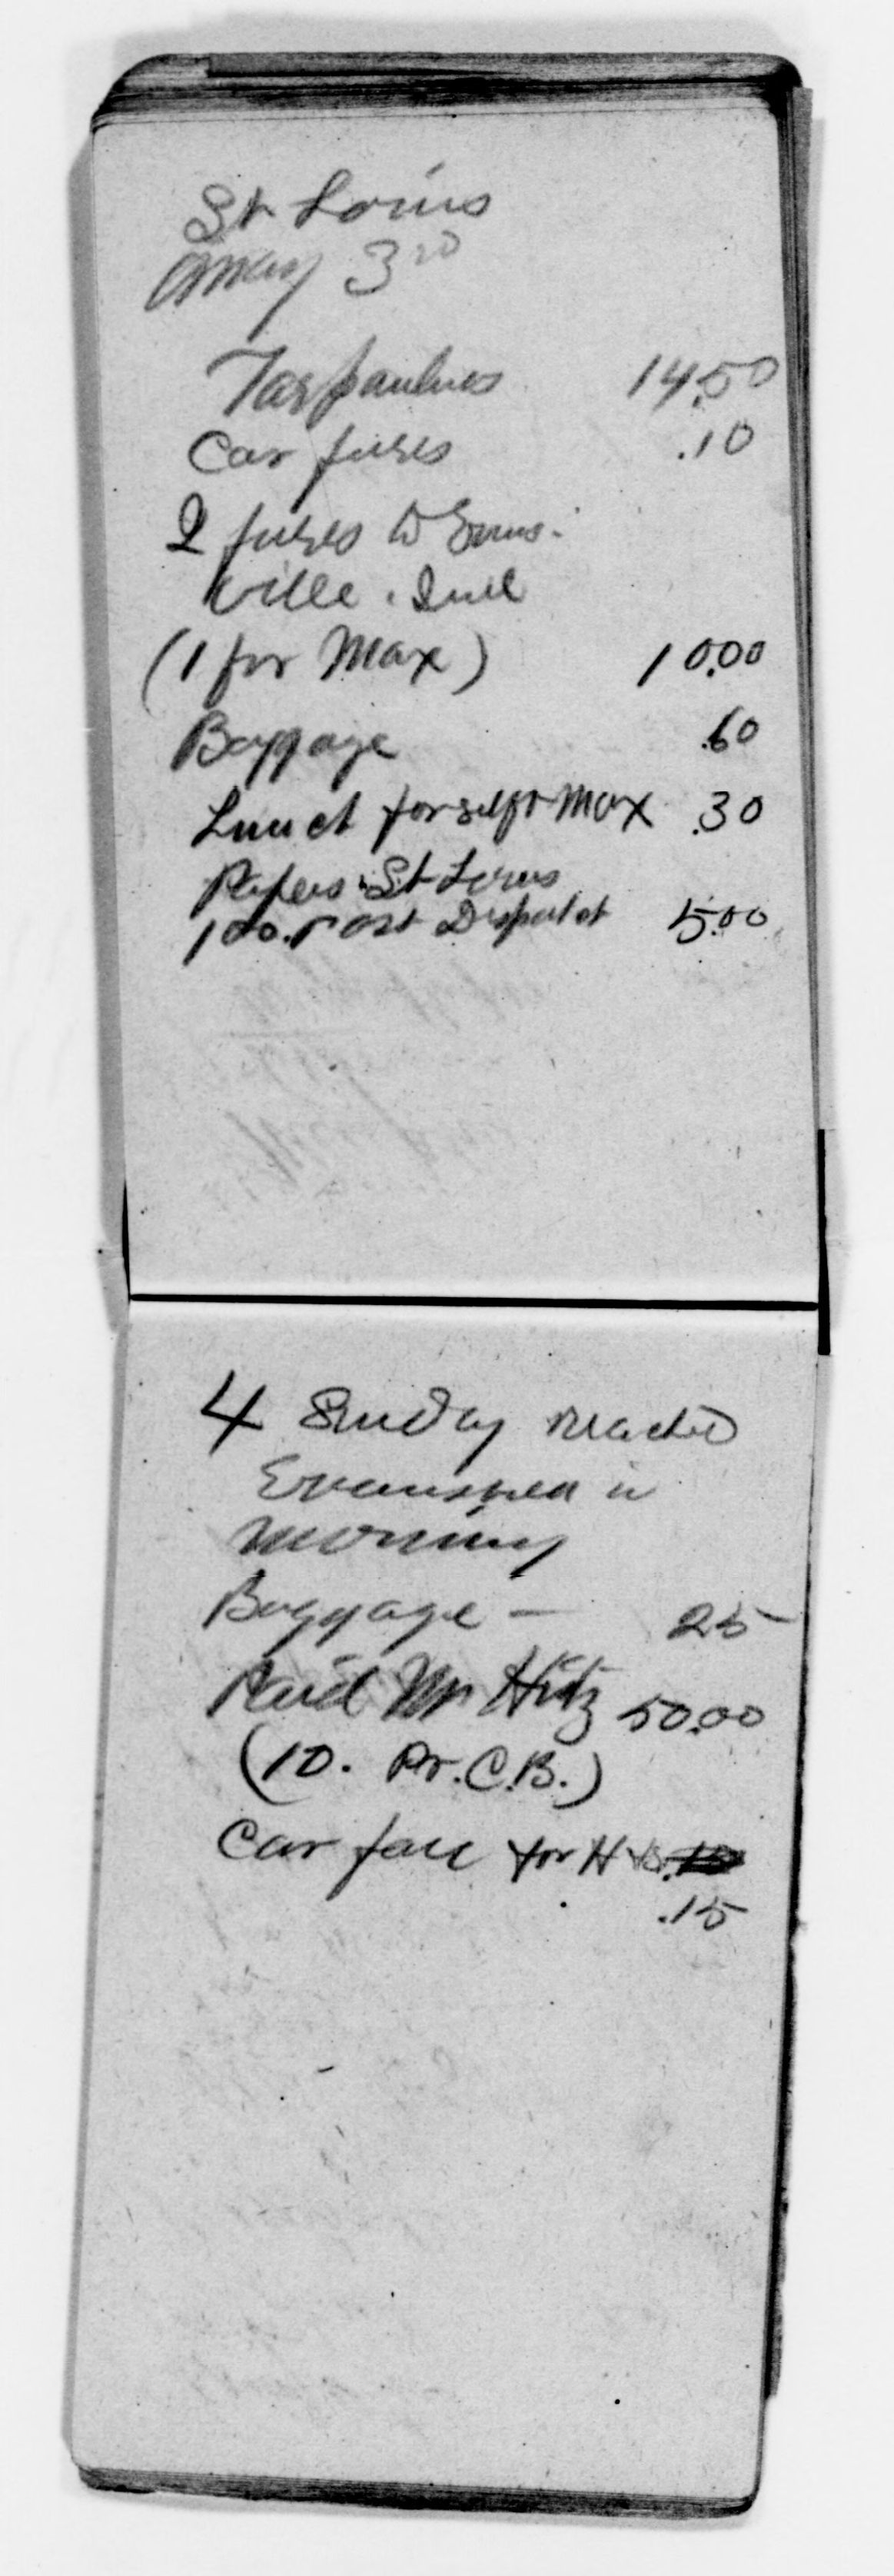 St Louis
May 3rd
Tarpaulines 14.50
Car fares .10
2 fares to Evans-
ville. Ind
(1 for Max) 10.00
Baggage .60
Lunch for self & Max .30
Papers St Louis
100. Post Dispatch 5.00
4 Sunday reached
Evansville in
morning
Baggage — 25
Paid Mr Hitz 50.00
(10. Pr. C.B.)
Car fare for H
.15